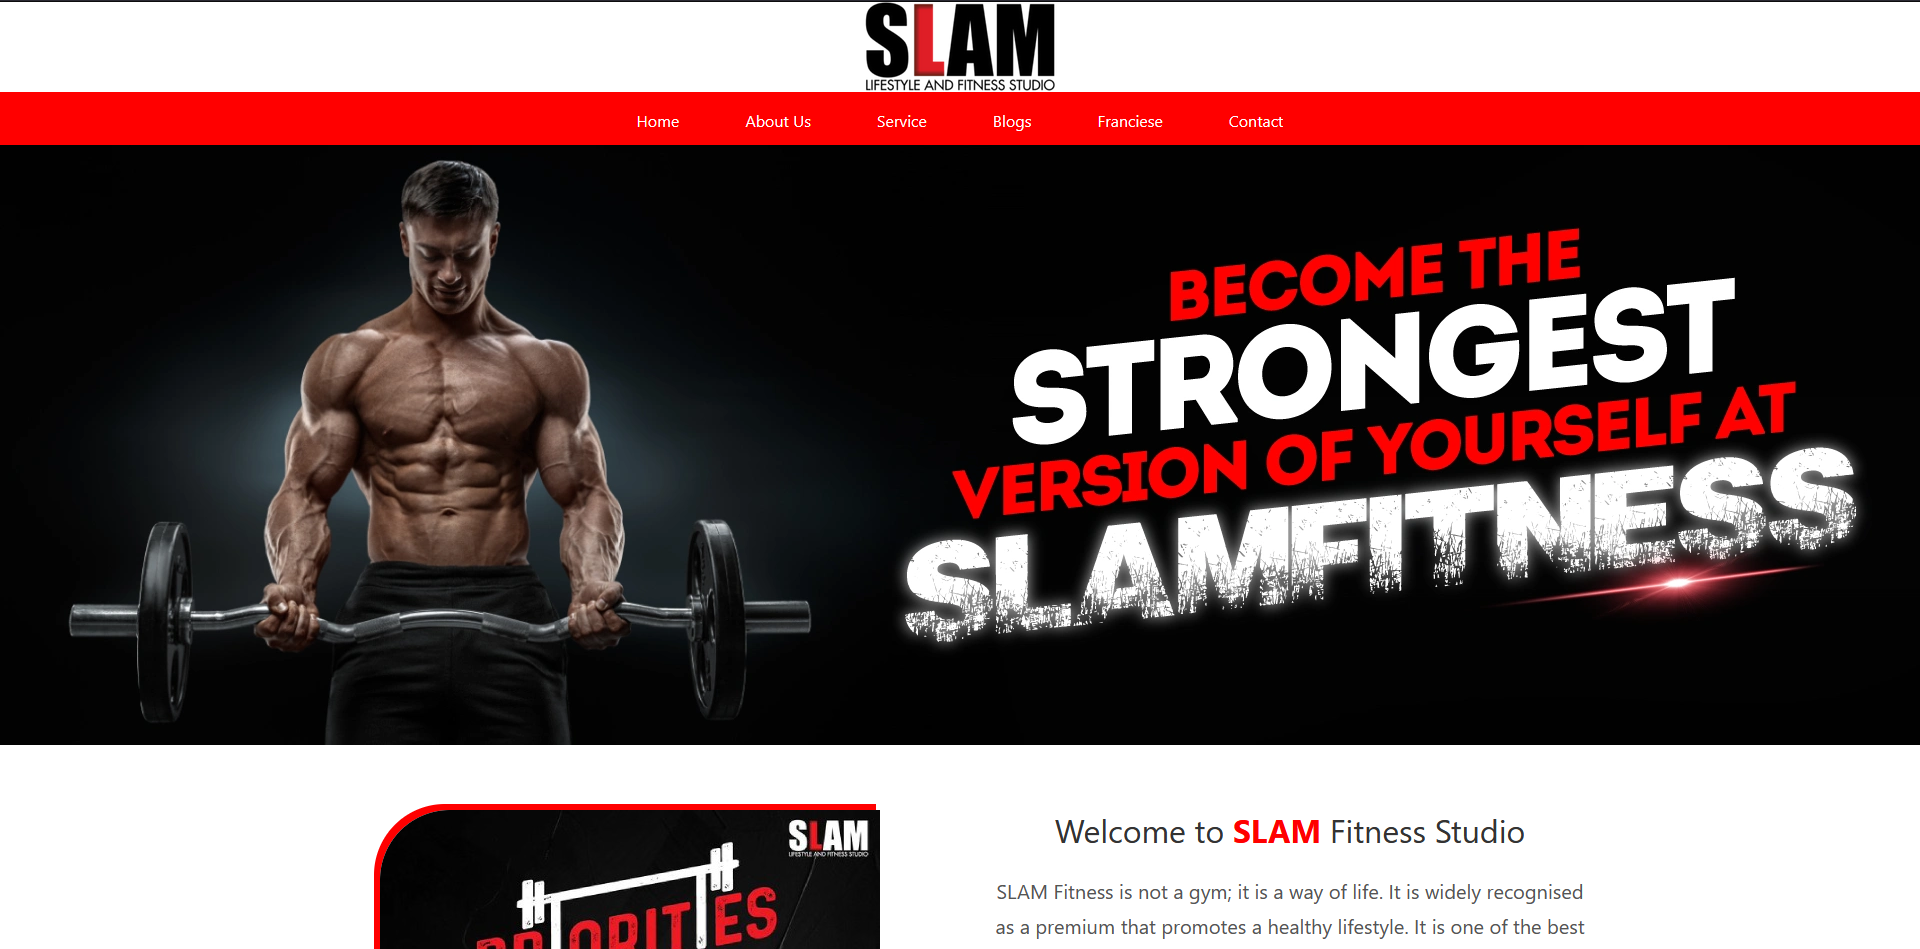 SLAM
LIFESTYLE AND FITNESS STUDIO
Home About Us Service Blogs Franciese Contact
BECOME THE
STRONGEST
VERSION OF YOURSELF AT
SLAMFITNESS
SLAM
LIFESTYLE AND FITNESS STUDIO
PRIORITIES
Welcome to SLAM Fitness Studio
SLAM Fitness is not a gym; it is a way of life. It is widely recognised
as a premium that promotes a healthy lifestyle. It is one of the best